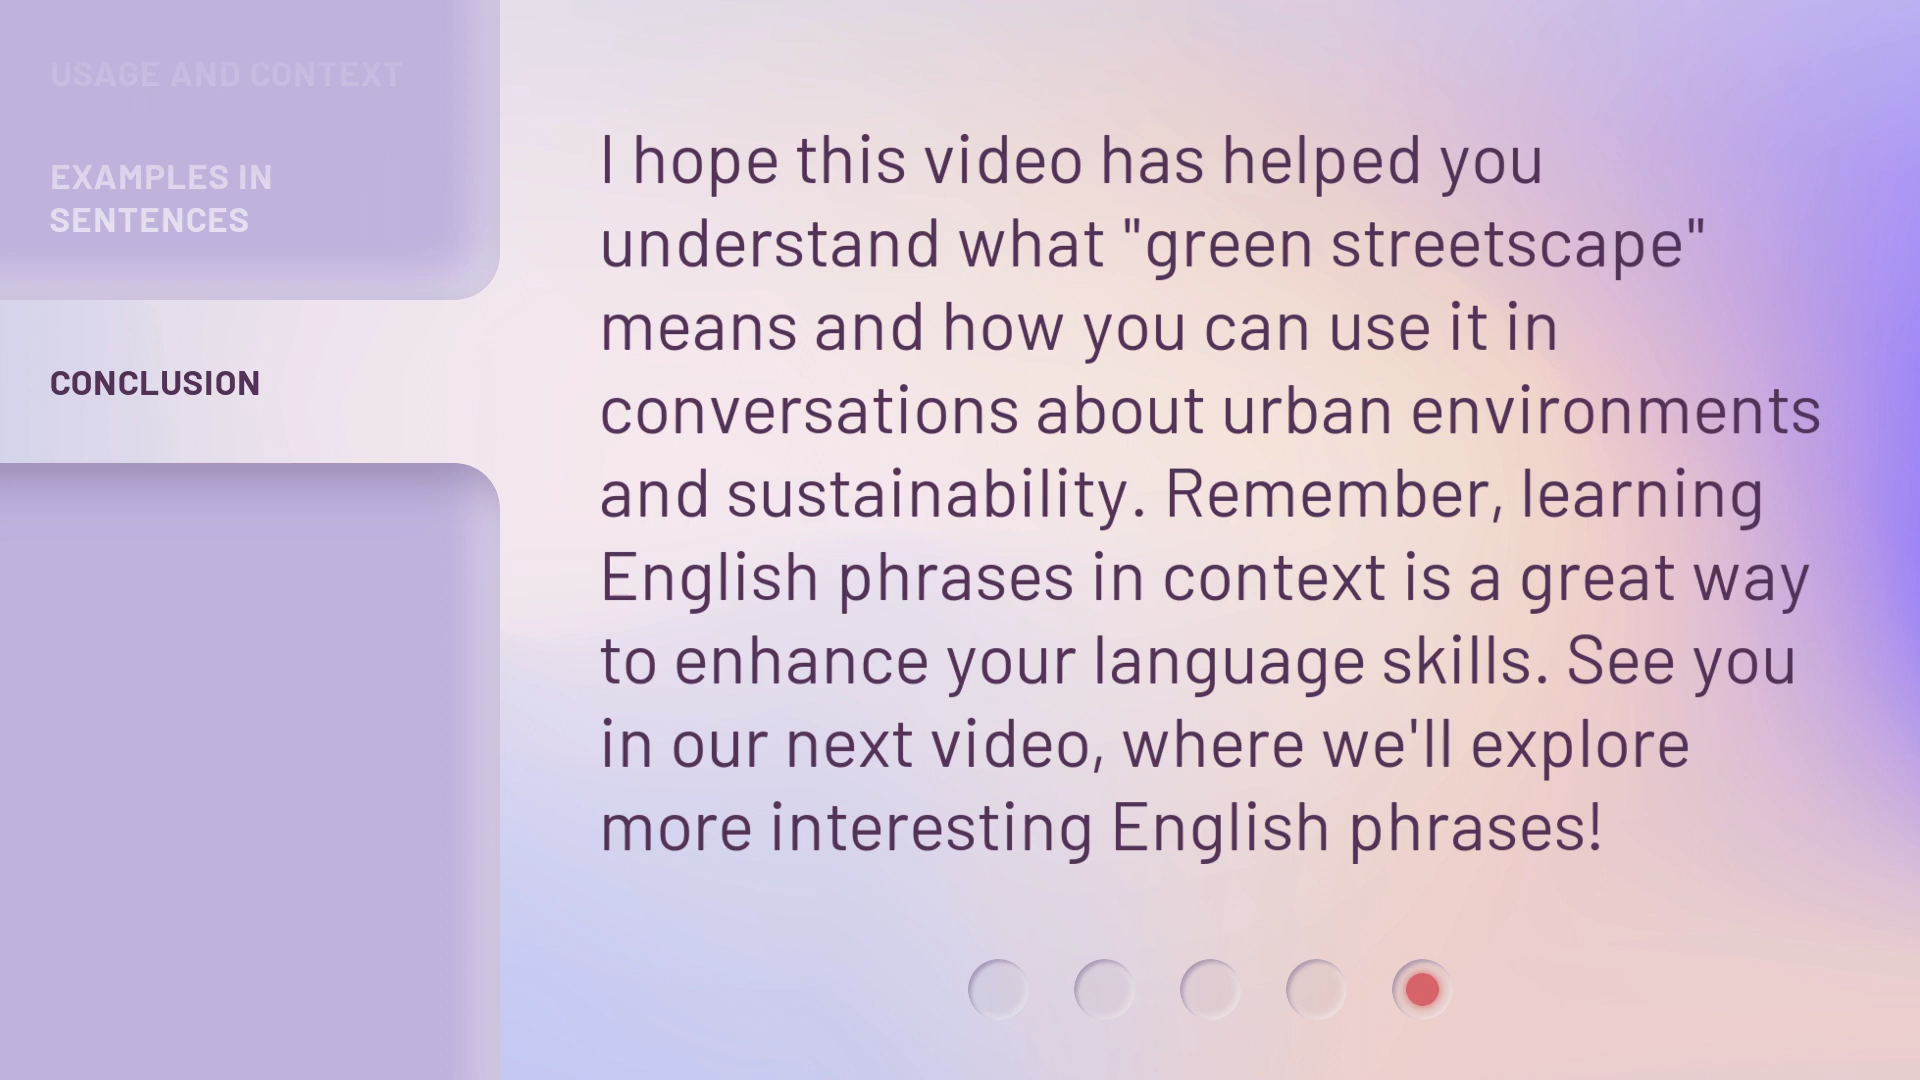 USAGE AND CONTEXT
EXAMPLES IN
SENTENCES
CONCLUSION
I hope this video has helped you
understand what "green streetscape"
means and how you can use it in
conversations about urban environments
and sustainability. Remember, learning
English phrases in context is a great way
to enhance your language skills. See you
in our next video, where we'll explore
more interesting English phrases!